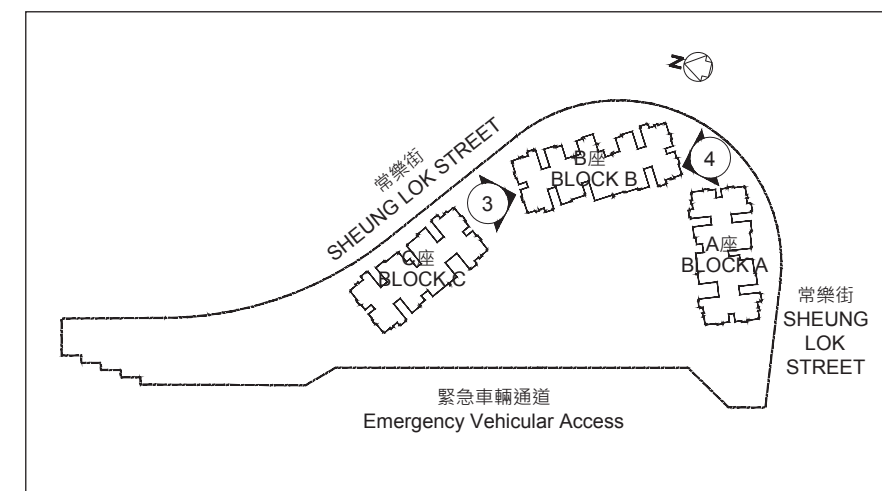 N
常樂街
SHEUNG LOK STREET
B座
BLOCK B
4
3
C座
BLOCK C
A座
BLOCK A
常樂街
SHEUNG
LOK
STREET
緊急車輛通道
Emergency Vehicular Access